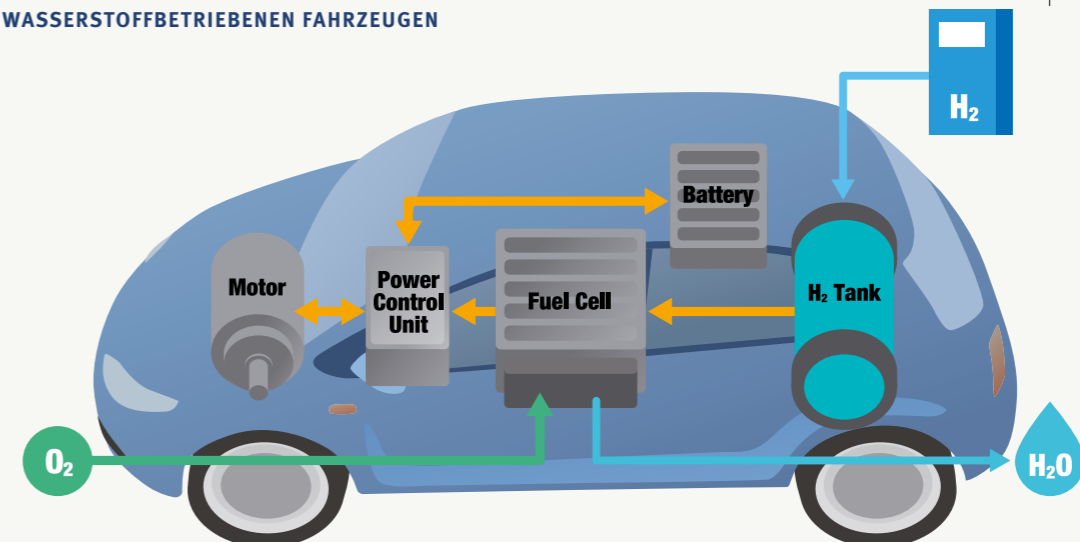 WASSERSTOFFBETRIEBENEN FAHRZEUGEN
H₂
Battery
Motor
Power
Control
Unit
Fuel Cell
H₂ Tank
O₂
H₂O